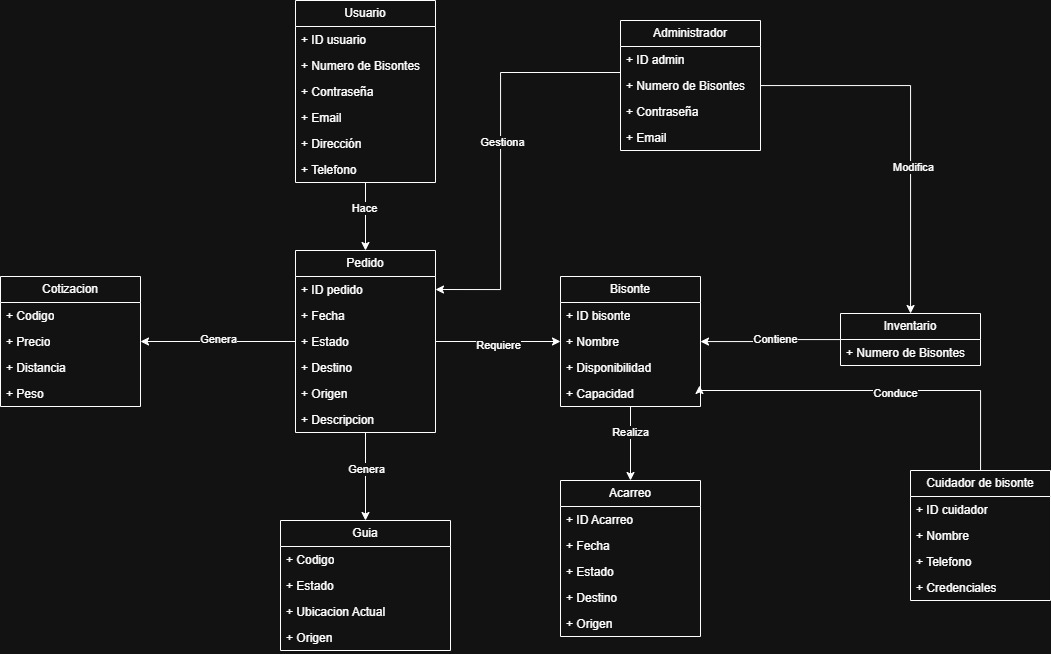 Usuario
+ ID usuario
+ Numero de Bisontes
+ Contraseña
+ Email
+ Dirección
+ Telefono
Administrador
+ ID admin
+ Numero de Bisontes
+ Contraseña
+ Email
Gestiona
Modifica
Hace
Pedido
+ ID pedido
+ Fecha
+ Estado
+ Destino
+ Origen
+ Descripcion
Cotizacion
+ Codigo
+ Precio
+ Distancia
+ Peso
Genera
Requiere
Bisonte
+ ID bisonte
+ Nombre
+ Disponibilidad
+ Capacidad
Contiene
Inventario
+ Numero de Bisontes
Conduce
Realiza
Genera
Guia
+ Codigo
+ Estado
+ Ubicacion Actual
+ Origen
Acarreo
+ ID Acarreo
+ Fecha
+ Estado
+ Destino
+ Origen
Cuidador de bisonte
+ ID cuidador
+ Nombre
+ Telefono
+ Credenciales